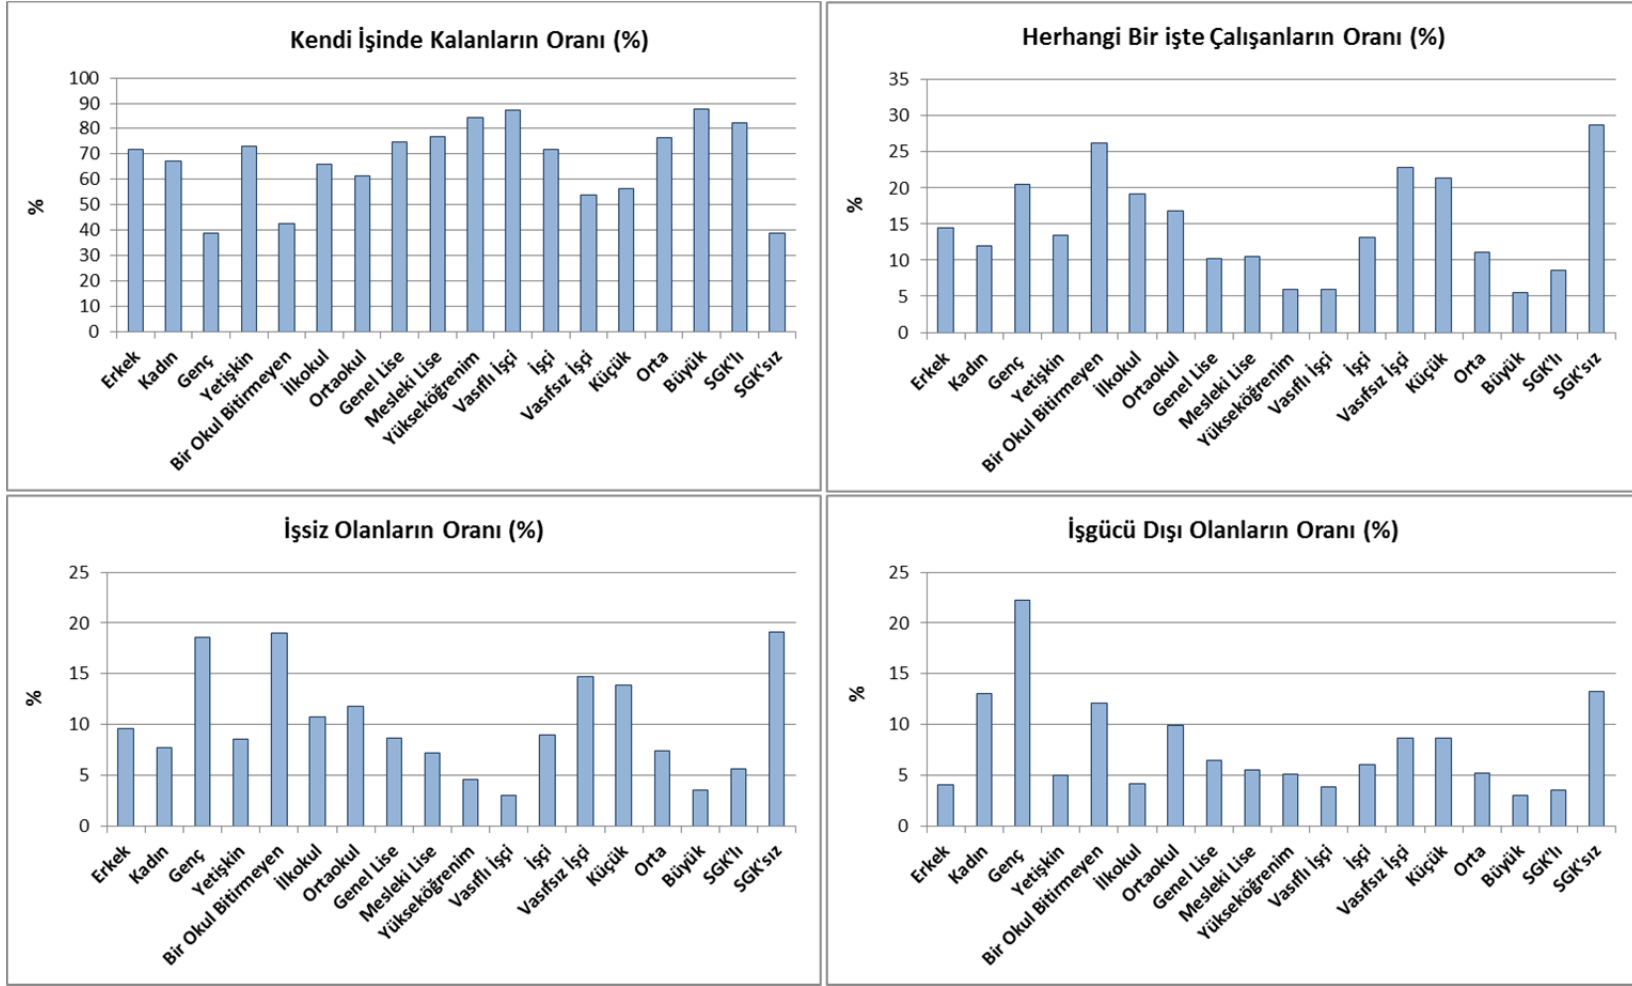 Kendi İşinde Kalanların Oranı (%)
100
90
80
70
60
50
40
30
20
10
0
%
Erkek
Kadın
Genç
Yetişkin
Bir Okul Bitirmeyen
İlkokul
Ortaokul
Genel Lise
Mesleki Lise
Yükseköğrenim
Vasıflı İşçi
İşçi
Vasıfsız İşçi
Küçük
Orta
Büyük
SGK'lı
SGK'sız
Herhangi Bir işte Çalışanların Oranı (%)
35
30
25
20
15
10
5
0
%
Erkek
Kadın
Genç
Yetişkin
Bir Okul Bitirmeyen
İlkokul
Ortaokul
Genel Lise
Mesleki Lise
Yükseköğrenim
Vasıflı İşçi
İşçi
Vasıfsız İşçi
Küçük
Orta
Büyük
SGK'lı
SGK'sız
İşsiz Olanların Oranı (%)
25
20
15
10
5
0
%
Erkek
Kadın
Genç
Yetişkin
Bir Okul Bitirmeyen
İlkokul
Ortaokul
Genel Lise
Mesleki Lise
Yükseköğrenim
Vasıflı İşçi
İşçi
Vasıfsız İşçi
Küçük
Orta
Büyük
SGK'lı
SGK'sız
İşgücü Dışı Olanların Oranı (%)
25
20
15
10
5
0
%
Erkek
Kadın
Genç
Yetişkin
Bir Okul Bitirmeyen
İlkokul
Ortaokul
Genel Lise
Mesleki Lise
Yükseköğrenim
Vasıflı İşçi
İşçi
Vasıfsız İşçi
Küçük
Orta
Büyük
SGK'lı
SGK'sız